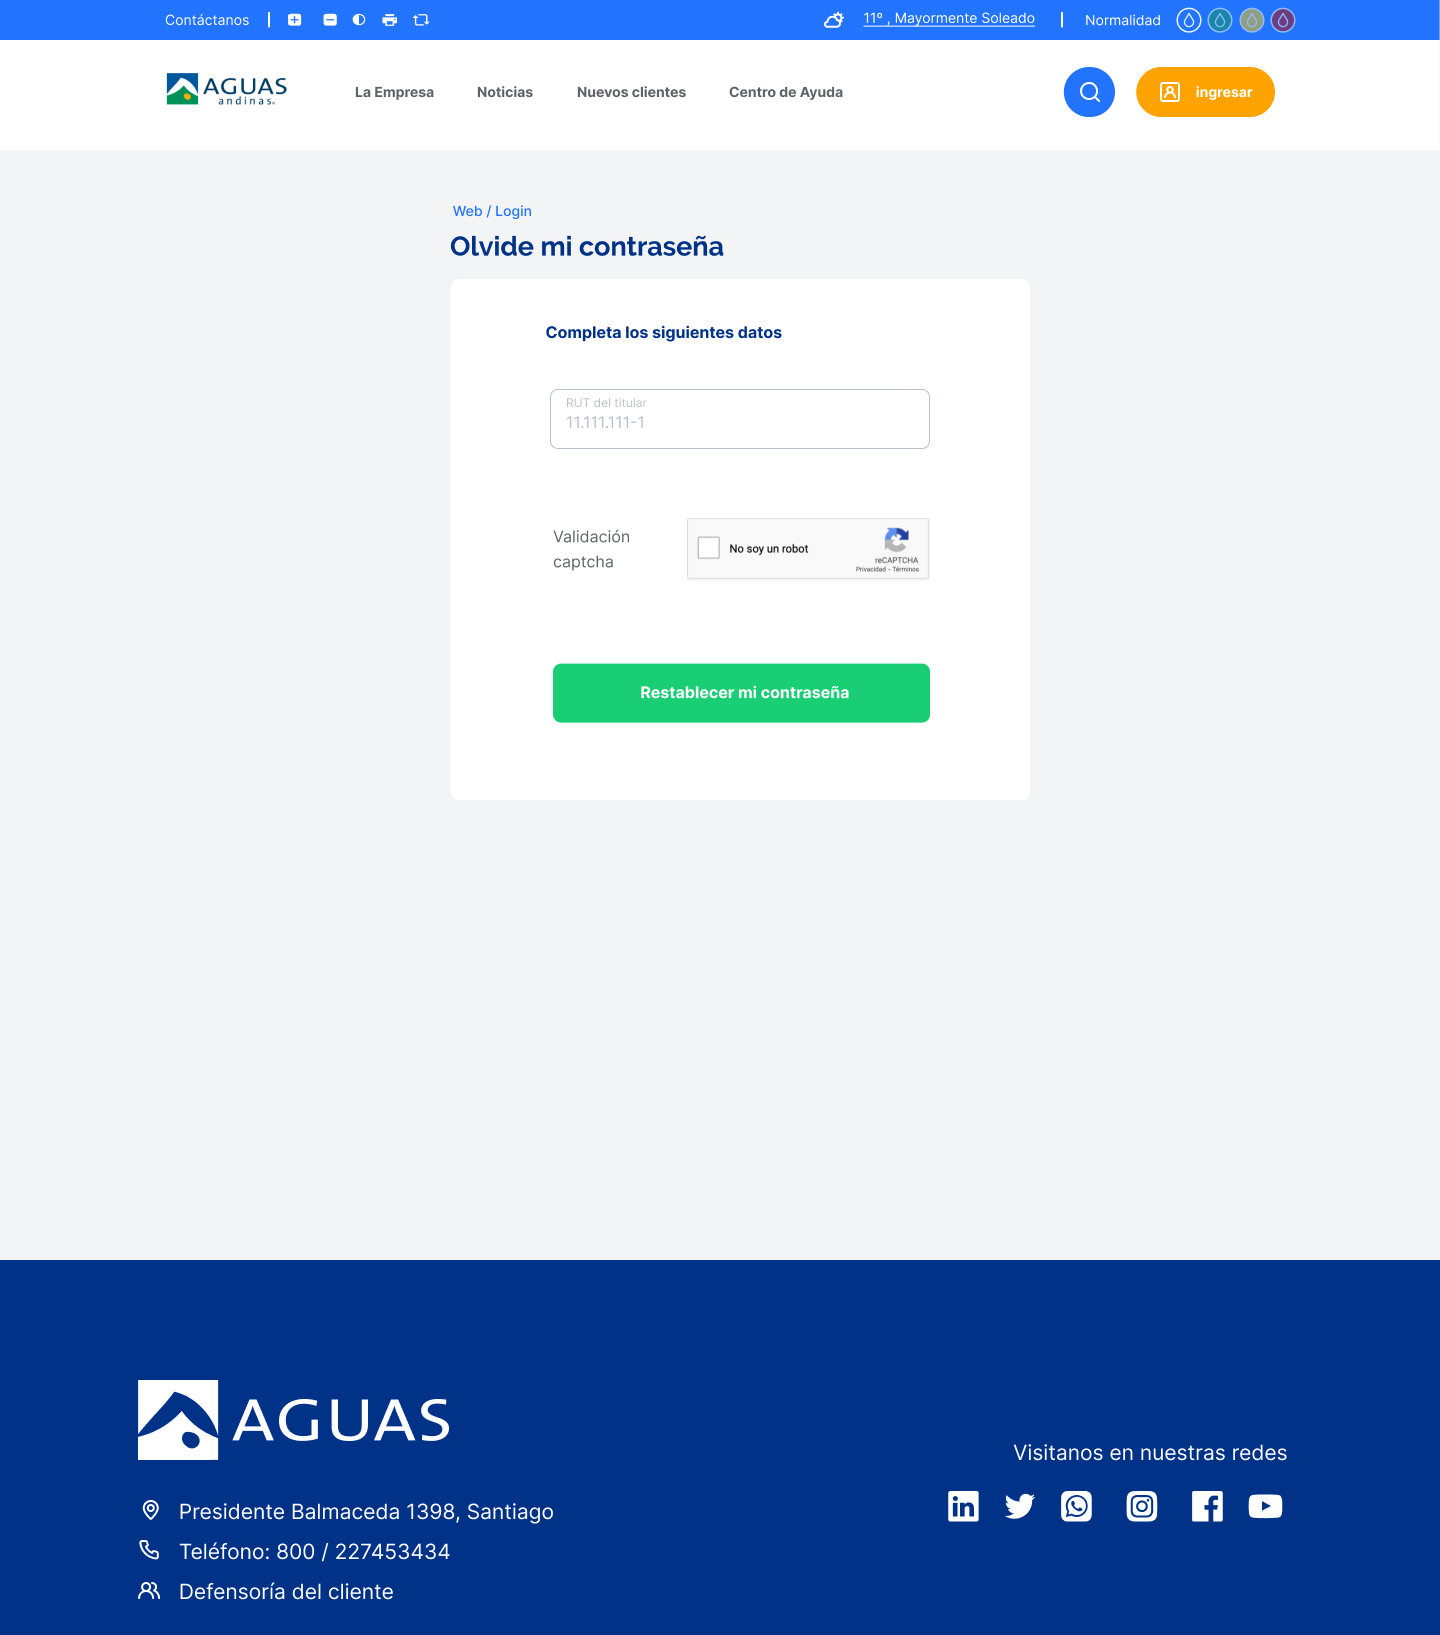 Contáctanos
11º , Mayormente Soleado
Normalidad
AGUAS
andinas
La Empresa
Noticias
Nuevos clientes
Centro de Ayuda
ingresar
Web / Login
Olvide mi contraseña
Completa los siguientes datos
RUT del titular
11.111.111-1
Validación
captcha
No soy un robot
reCAPTCHA
Privacidad - Términos
Restablecer mi contraseña
AGUAS
Visitanos en nuestras redes
Presidente Balmaceda 1398, Santiago
Teléfono: 800 / 227453434
Defensoría del cliente